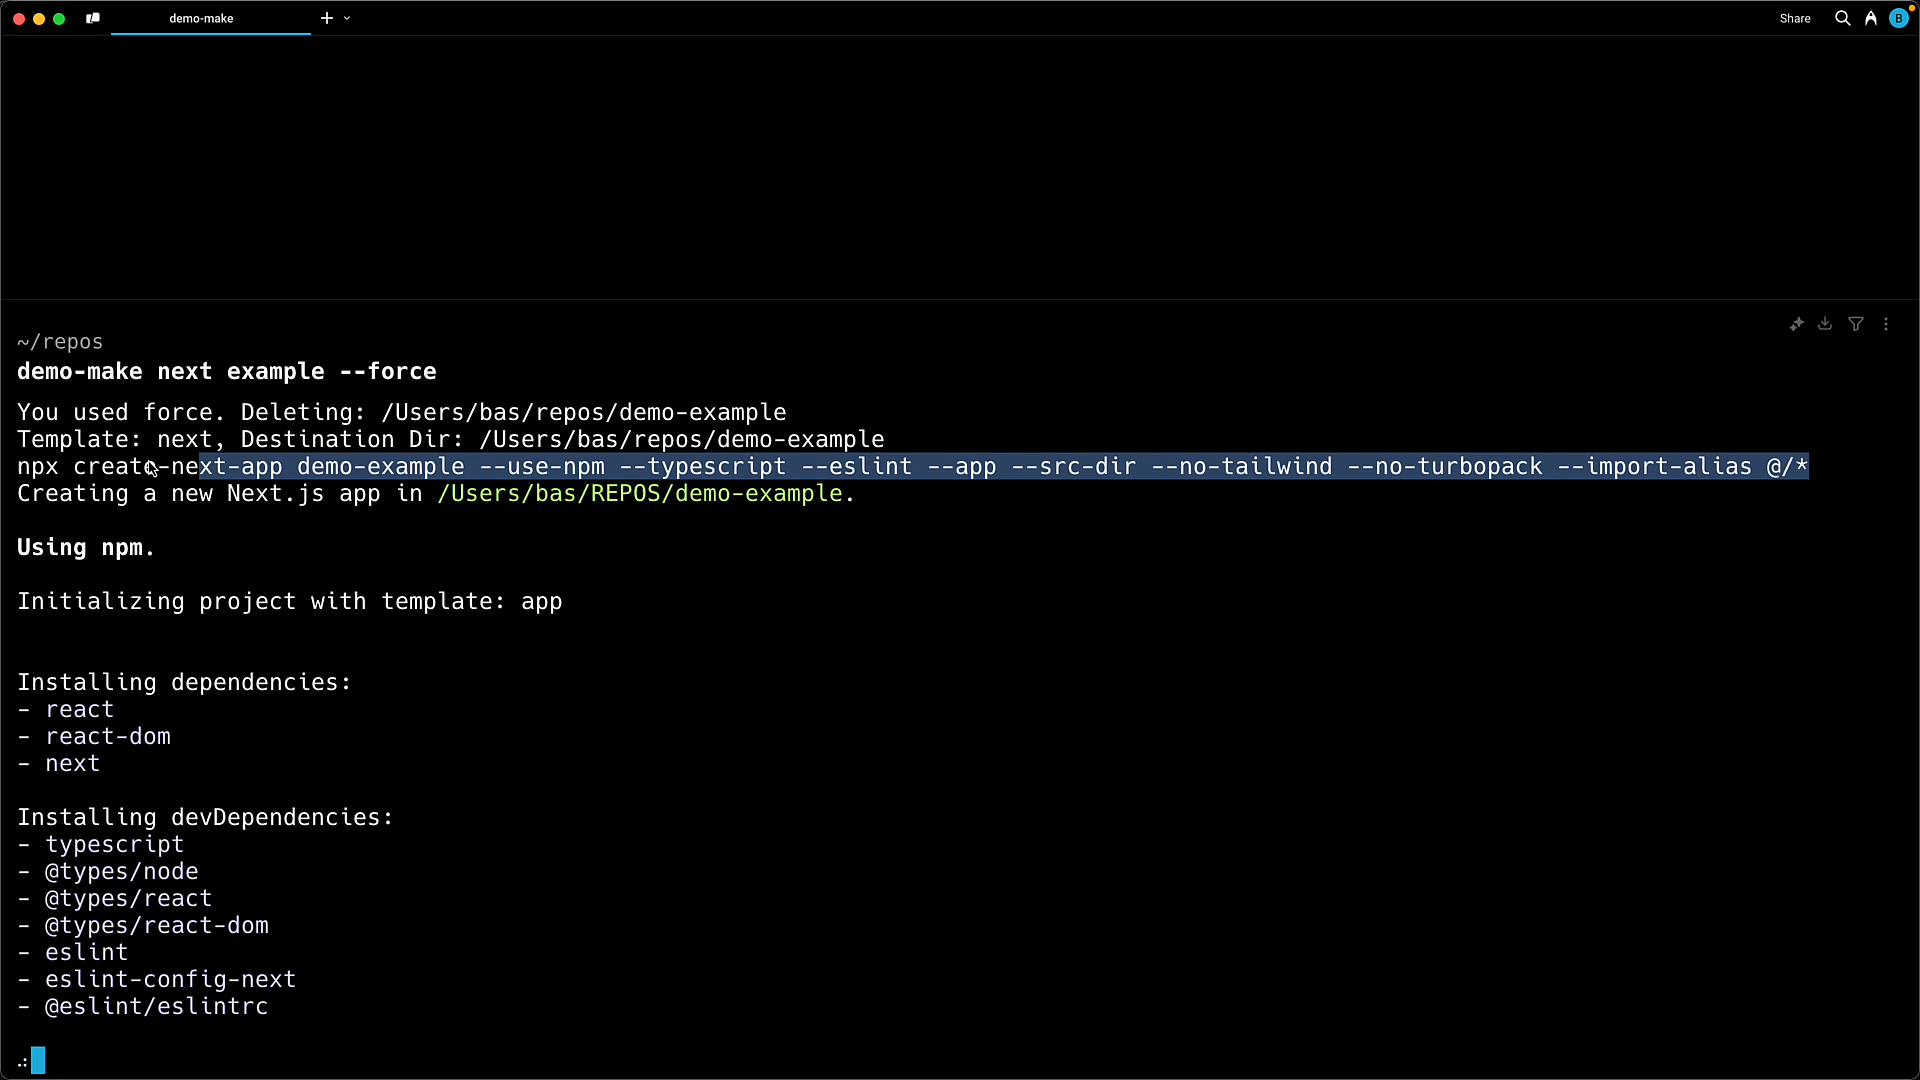 demo-make
Share
B
~/repos
demo-make next example --force
You used force. Deleting: /Users/bas/repos/demo-example
Template: next, Destination Dir: /Users/bas/repos/demo-example
npx create-next-app demo-example --use-npm --typescript --eslint --app --src-dir --no-tailwind --no-turbopack --import-alias @/*
Creating a new Next.js app in /Users/bas/REPOS/demo-example.
Using npm.
Initializing project with template: app
Installing dependencies:
- react
- react-dom
- next
Installing devDependencies:
- typescript
- @types/node
- @types/react
- @types/react-dom
- eslint
- eslint-config-next
- @eslint/eslintrc